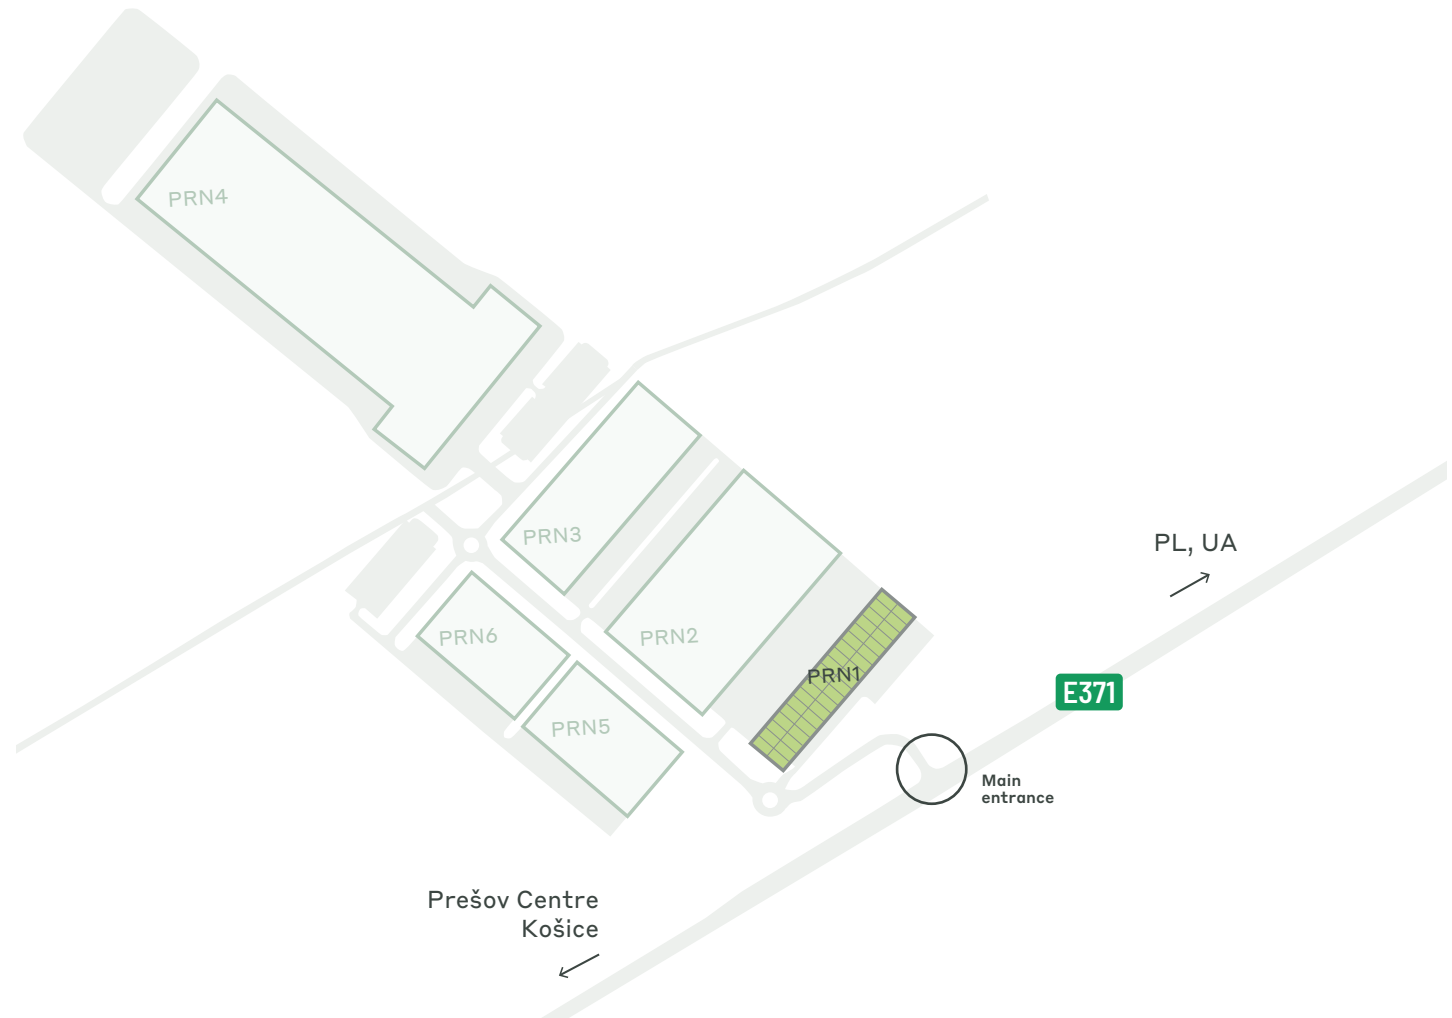 PRN4
PRN3
PL, UA
PRN6
PRN2
PRN1
E371
PRN5
Main
entrance
Prešov Centre
Košice